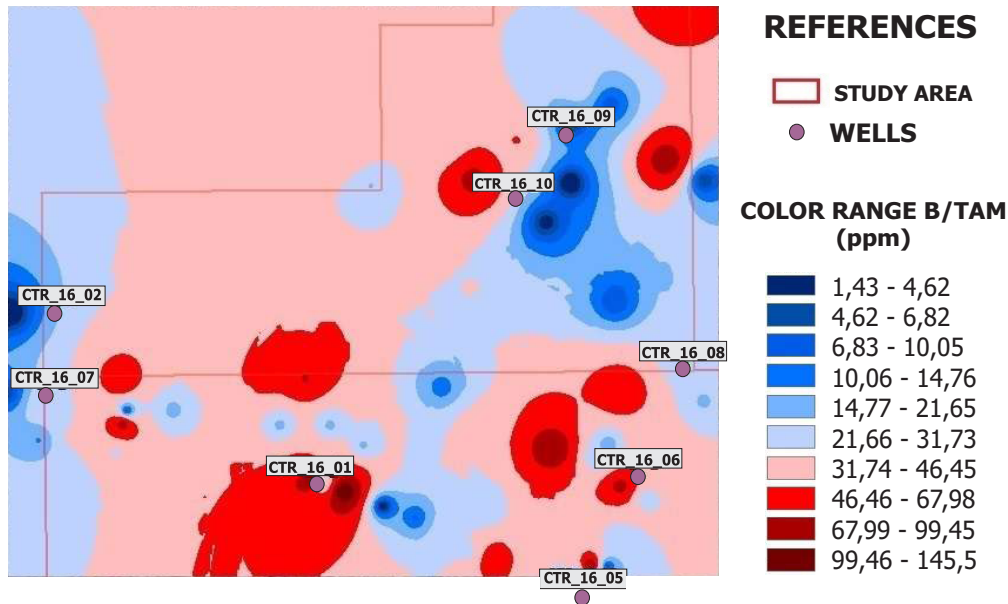 REFERENCES
STUDY AREA
WELLS
COLOR RANGE B/TAM
(ppm)
1,43 - 4,62
4,62 - 6,82
6,83 - 10,05
10,06 - 14,76
14,77 - 21,65
21,66 - 31,73
31,74 - 46,45
46,46 - 67,98
67,99 - 99,45
99,46 - 145,5
CTR_16_09
CTR_16_10
CTR_16_02
CTR_16_08
CTR_16_07
CTR_16_01
CTR_16_06
CTR_16_05